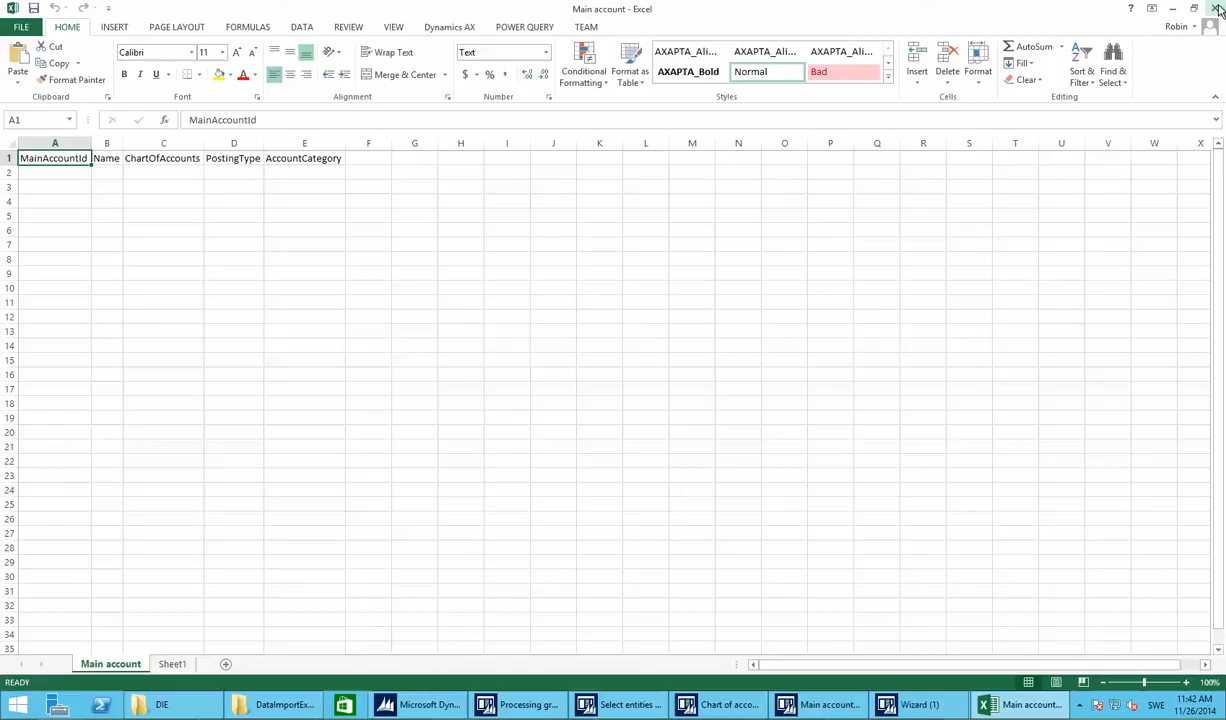 Main account - Excel
?
FILE HOME INSERT PAGE LAYOUT FORMULAS DATA REVIEW VIEW Dynamics AX POWER QUERY TEAM Robin
Paste
Cut
Copy
Format Painter
Clipboard
Calibri 11
B I U
Font
Wrap Text
Merge & Center
Alignment
Text
$ % ,
Number
Conditional Formatting
Format as Table
AXAPTA_Ali... AXAPTA_Ali... AXAPTA_Ali...
AXAPTA_Bold Normal Bad
Styles
Insert Delete Format
Cells
AutoSum
Fill
Clear
Sort & Filter
Find & Select
Editing
A1 fx MainAccountId
A B C D E F G H I J K L M N O P Q R S T U V W X
1 MainAccountId Name ChartOfAccounts PostingType AccountCategory
2
3
4
5
6
7
8
9
10
11
12
13
14
15
16
17
18
19
20
21
22
23
24
25
26
27
28
29
30
31
32
33
34
35
Main account Sheet1
READY 100%
DIE DataImportEx... Microsoft Dyn... Processing gr... Select entities ... Chart of acco... Main account... Wizard (1) Main account... SWE
11:42 AM
11/26/2014